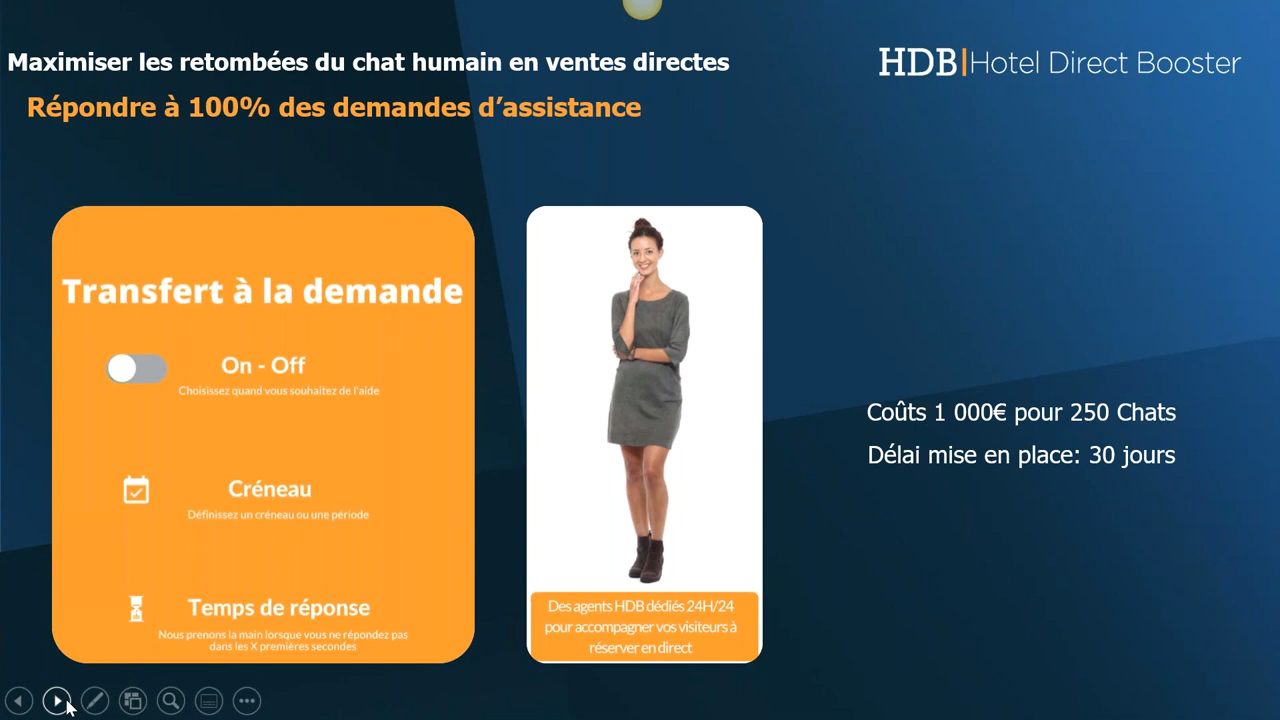 Maximiser les retombées du chat humain en ventes directes
HDB|Hotel Direct Booster
Répondre à 100% des demandes d’assistance
Transfert à la demande
On - Off
Choisissez quand vous souhaitez de l'aide
Créneau
Définissez un créneau ou une période
Temps de réponse
Nous prenons la main lorsque vous ne répondez pas
dans les X premières secondes
Des agents HDB dédiés 24H/24
pour accompagner vos visiteurs à
réserver en direct
Coûts 1 000€ pour 250 Chats
Délai mise en place: 30 jours